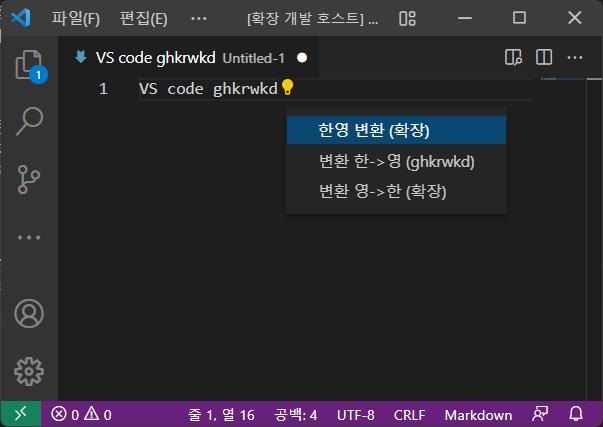 파일(F) 편집(E) ··· [확장 개발 호스트] ...
VS code ghkrwkd Untitled-1
1 VS code ghkrwkd
한영 변환 (확장)
변환 한->영 (ghkrwkd)
변환 영->한 (확장)
1
0 0 줄 1, 열 16 공백: 4 UTF-8 CRLF Markdown